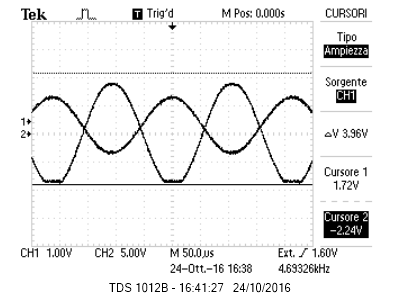 Tek T Trig'd M Pos: 0.000s CURSORI
Tipo
Ampiezza
Sorgente
CH1
△V 3.96V
Cursore 1
1.72V
Cursore 2
-2.24V
1
2
CH1 1.00V CH2 5.00V M 50.0µs Ext. ╱ 1.60V
24-Ott.-16 16:38 4.69326kHz
TDS 1012B - 16:41:27 24/10/2016